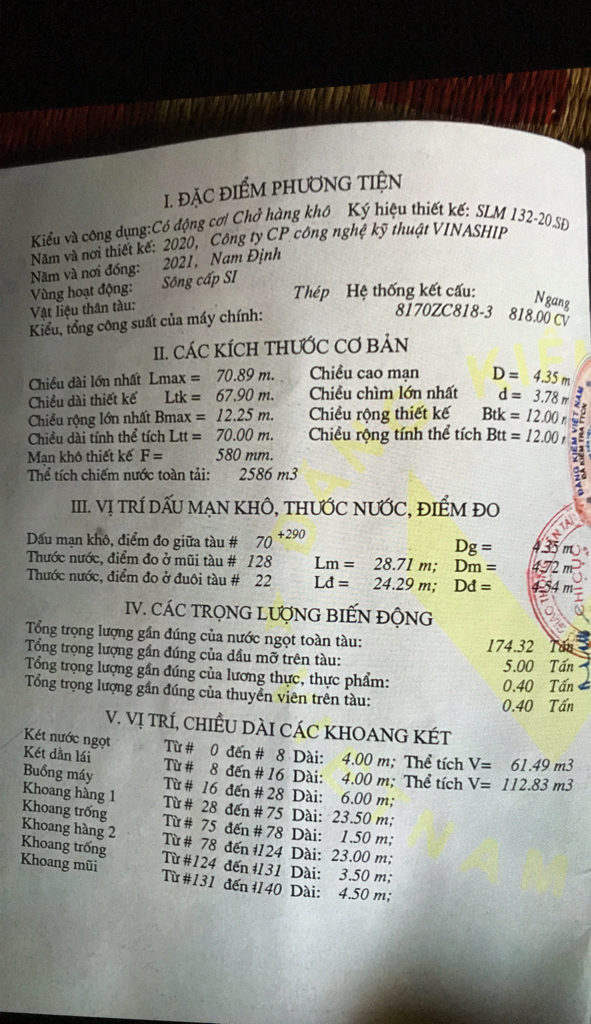 I. ĐẶC ĐIỂM PHƯƠNG TIỆN
Kiểu và công dụng: Có động cơ/ Chở hàng khô Ký hiệu thiết kế: SLM 132-20.SĐ
Năm và nơi thiết kế: 2020, Công ty CP công nghệ kỹ thuật VINASHIP
Năm và nơi đóng: 2021, Nam Định
Vùng hoạt động: Sông cấp SI
Vật liệu thân tàu: Thép Hệ thống kết cấu: Ngang
Kiểu, tổng công suất của máy chính: 8170ZC818-3 818.00 CV
II. CÁC KÍCH THƯỚC CƠ BẢN
Chiều dài lớn nhất Lmax = 70.89 m. Chiều cao mạn D = 4.35 m
Chiều dài thiết kế Ltk = 67.90 m. Chiều chìm lớn nhất d = 3.78 m
Chiều rộng lớn nhất Bmax = 12.25 m. Chiều rộng thiết kế Btk = 12.00
Chiều dài tính thể tích Ltt = 70.00 m. Chiều rộng tính thể tích Btt = 12.00
Mạn khô thiết kế F = 580 mm.
Thể tích chiếm nước toàn tải: 2586 m3
III. VỊ TRÍ DẤU MẠN KHÔ, THƯỚC NƯỚC, ĐIỂM ĐO
Dấu mạn khô, điểm đo giữa tàu # 70 +290 Dg = 4.35 m
Thước nước, điểm đo ở mũi tàu # 128 Lm = 28.71 m; Dm = 4.72 m
Thước nước, điểm đo ở đuôi tàu # 22 Lđ = 24.29 m; Dđ = 4.54 m
IV. CÁC TRỌNG LƯỢNG BIẾN ĐỘNG
Tổng trọng lượng gần đúng của nước ngọt toàn tàu: 174.32 Tấn
Tổng trọng lượng gần đúng của dầu mỡ trên tàu: 5.00 Tấn
Tổng trọng lượng gần đúng của lương thực, thực phẩm: 0.40 Tấn
Tổng trọng lượng gần đúng của thuyền viên trên tàu: 0.40 Tấn
V. VỊ TRÍ, CHIỀU DÀI CÁC KHOANG KÉT
Két nước ngọt Từ # 0 đến # 8 Dài: 4.00 m; Thể tích V= 61.49 m3
Két dằn lái Từ # 8 đến # 16 Dài: 4.00 m; Thể tích V= 112.83 m3
Buồng máy Từ # 16 đến # 28 Dài: 6.00 m;
Khoang hàng 1 Từ # 28 đến # 75 Dài: 23.50 m;
Khoang trống Từ # 75 đến # 78 Dài: 1.50 m;
Khoang hàng 2 Từ # 78 đến #124 Dài: 23.00 m;
Khoang trống Từ #124 đến #131 Dài: 3.50 m;
Khoang mũi Từ #131 đến #140 Dài: 4.50 m;
ĐĂNG KIỂM VIỆT NAM
CHI CỤC